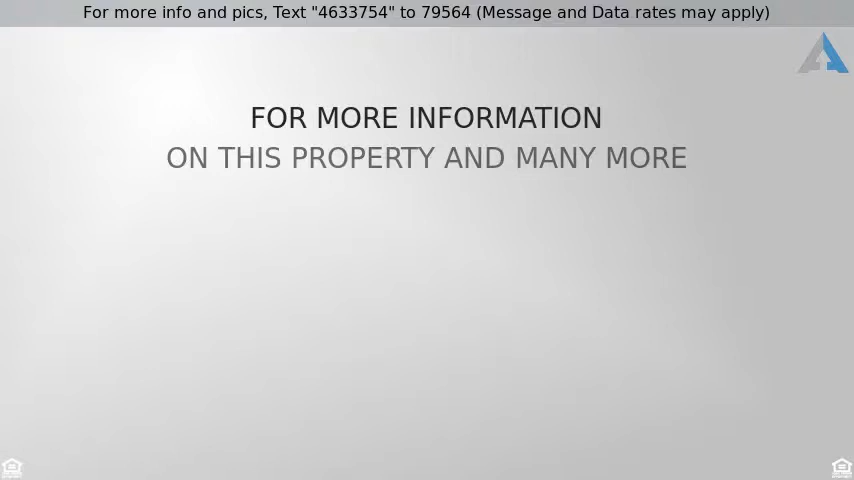 For more info and pics, Text "4633754" to 79564 (Message and Data rates may apply)
FOR MORE INFORMATION
ON THIS PROPERTY AND MANY MORE